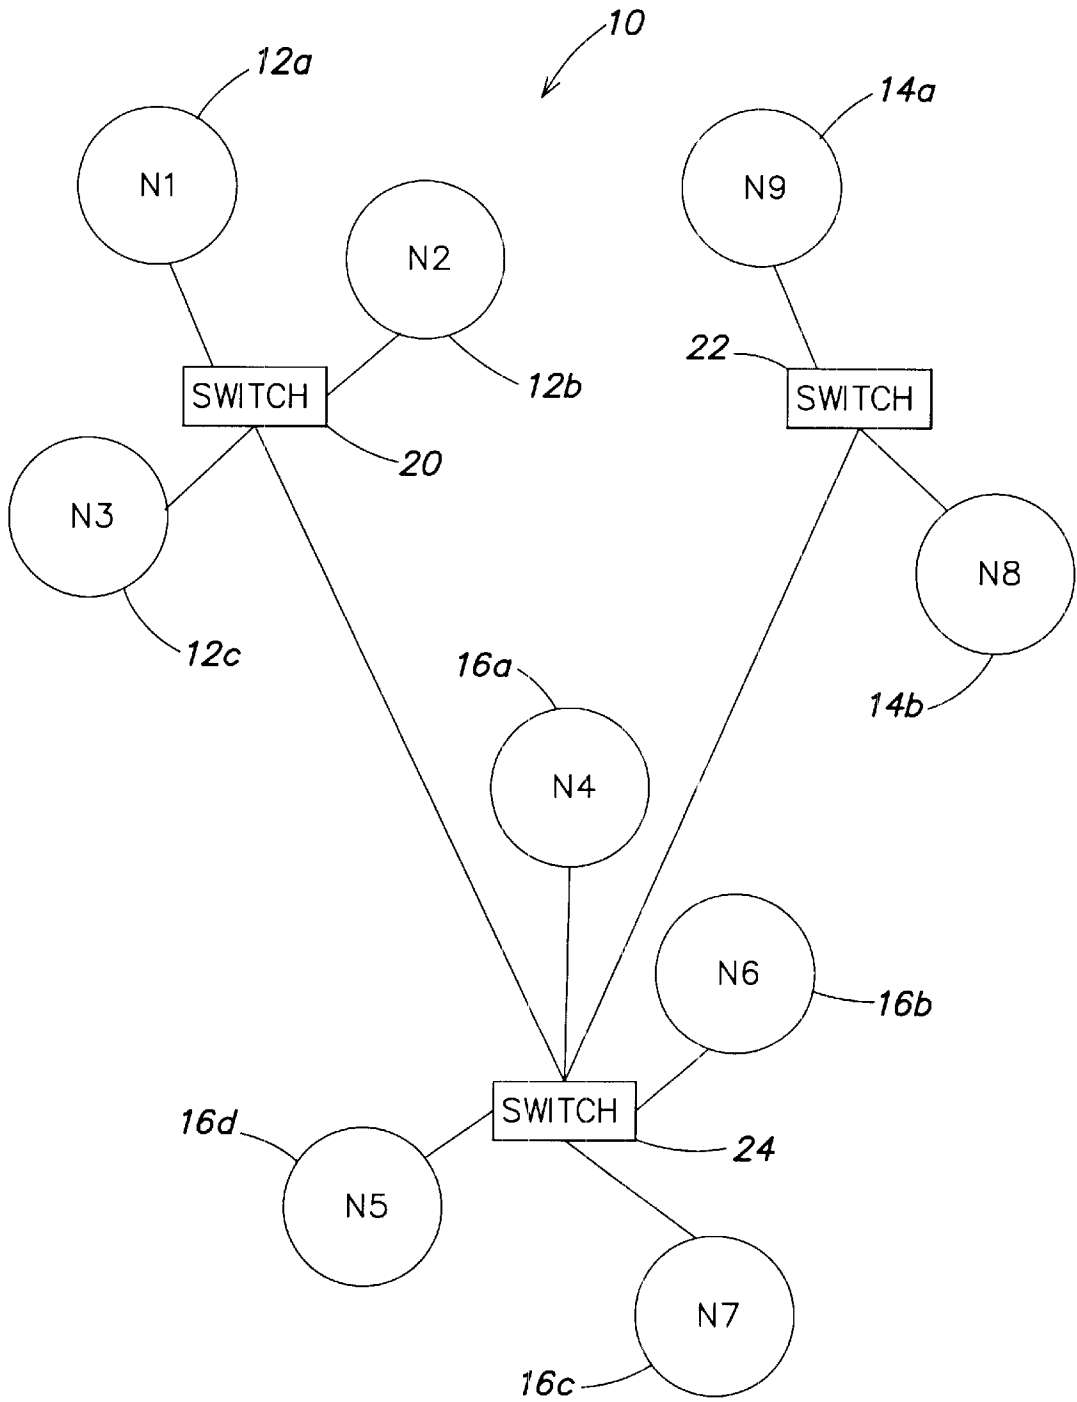 10
12a
14a
N1
N9
N2
22
12b
SWITCH
SWITCH
20
N3
N8
12c
16a
14b
N4
N6
16b
SWITCH
16d
24
N5
N7
16c